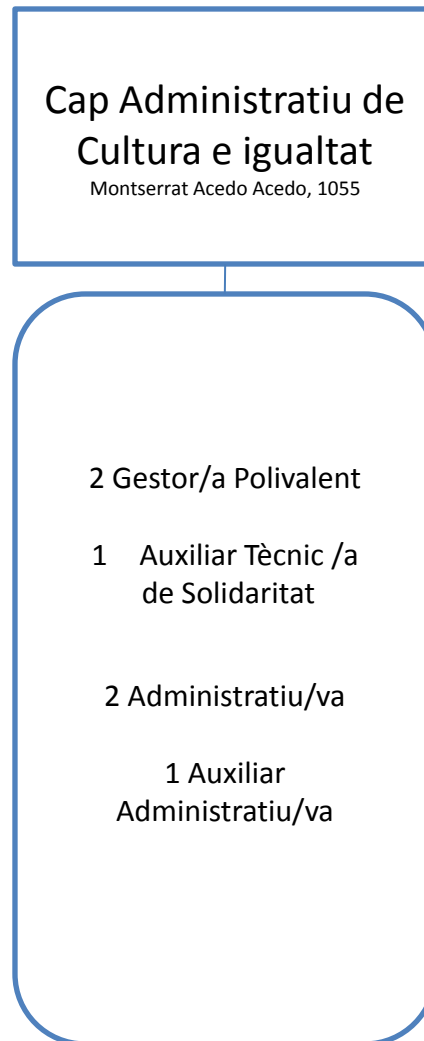 Cap Administratiu de
Cultura e igualtat
Montserrat Acedo Acedo, 1055
2 Gestor/a Polivalent
1 Auxiliar Tècnic /a
de Solidaritat
2 Administratiu/va
1 Auxiliar
Administratiu/va